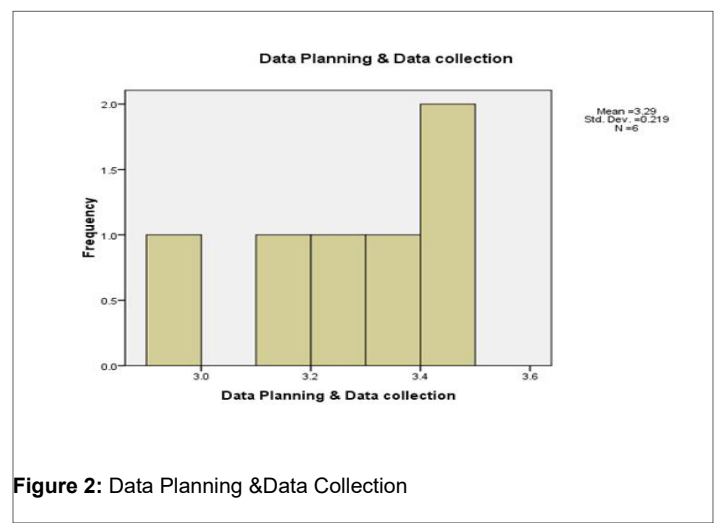 Data Planning & Data collection
Mean =3.29
Std. Dev. =0.219
N =6
Frequency
2.0
1.5
1.0
0.5
0.0
3.0 3.2 3.4 3.6
Data Planning & Data collection
Figure 2: Data Planning &Data Collection